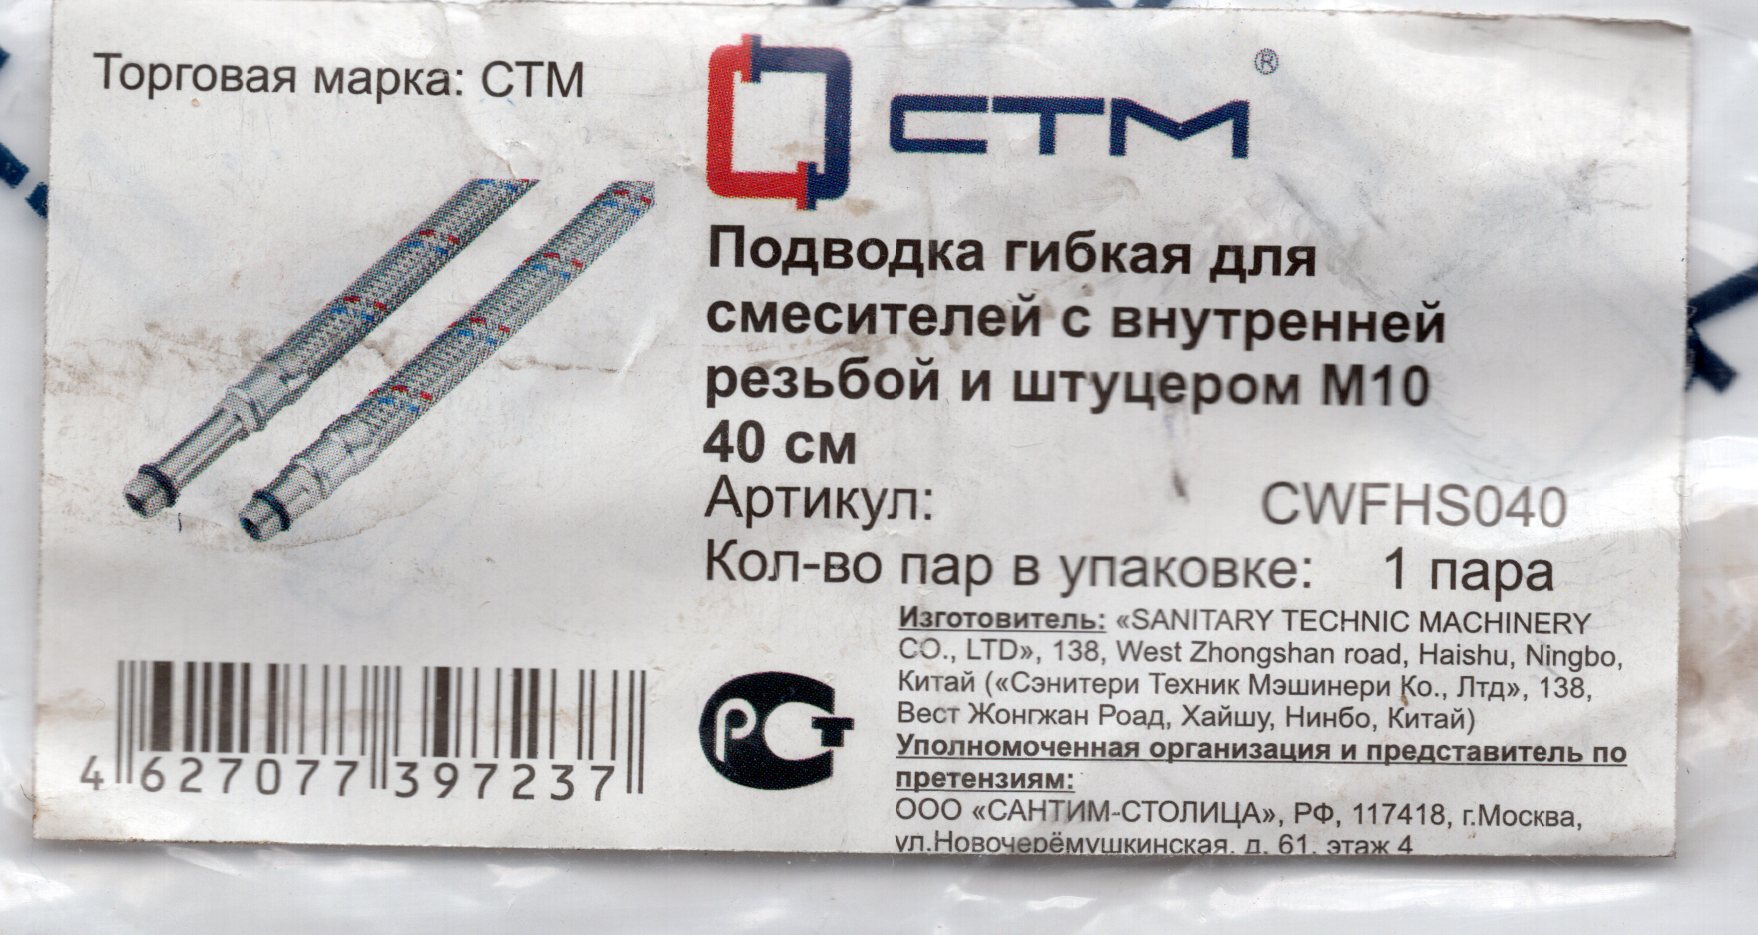 Торговая марка: СТМ
СТМ ®
Подводка гибкая для
смесителей с внутренней
резьбой и штуцером М10
40 см
Артикул: CWFHS040
Кол-во пар в упаковке: 1 пара
Изготовитель: «SANITARY TECHNIC MACHINERY
CO., LTD», 138, West Zhongshan road, Haishu, Ningbo,
Китай («Сэнитери Техник Мэшинери Ко., Лтд», 138,
Вест Жонгжан Роад, Хайшу, Нинбо, Китай)
Уполномоченная организация и представитель по
претензиям:
ООО «САНТИМ-СТОЛИЦА», РФ, 117418, г.Москва,
ул.Новочерёмушкинская, д. 61, этаж 4
РСТ
4 627077 397237